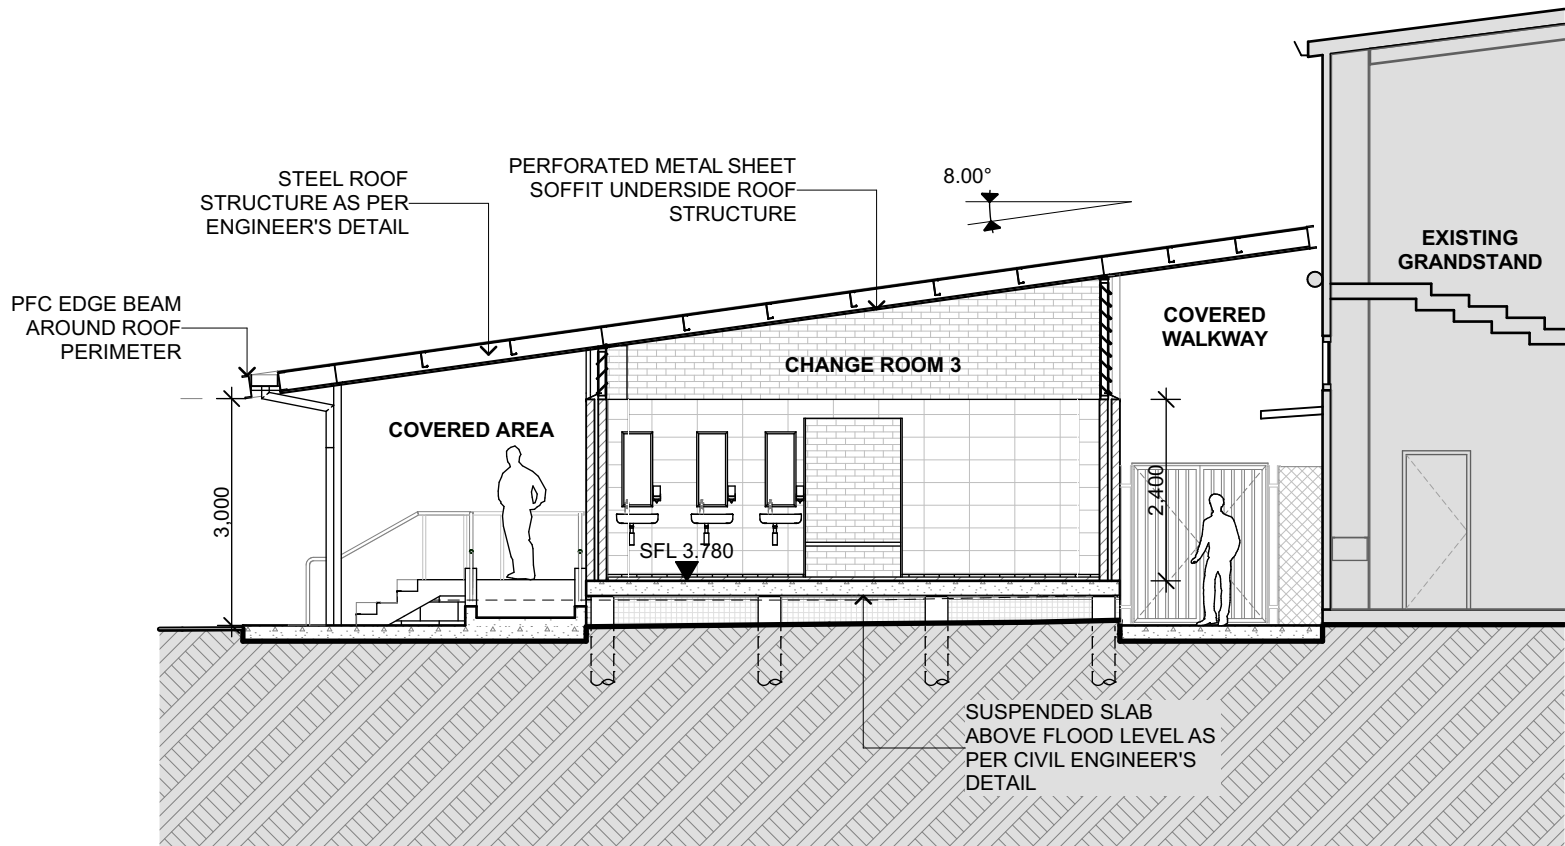 STEEL ROOF
STRUCTURE AS PER
ENGINEER'S DETAIL
PERFORATED METAL SHEET
SOFFIT UNDERSIDE ROOF
STRUCTURE
8.00°
EXISTING
GRANDSTAND
PFC EDGE BEAM
AROUND ROOF
PERIMETER
COVERED
WALKWAY
CHANGE ROOM 3
COVERED AREA
3,000
2,400
SFL 3.780
SUSPENDED SLAB
ABOVE FLOOD LEVEL AS
PER CIVIL ENGINEER'S
DETAIL